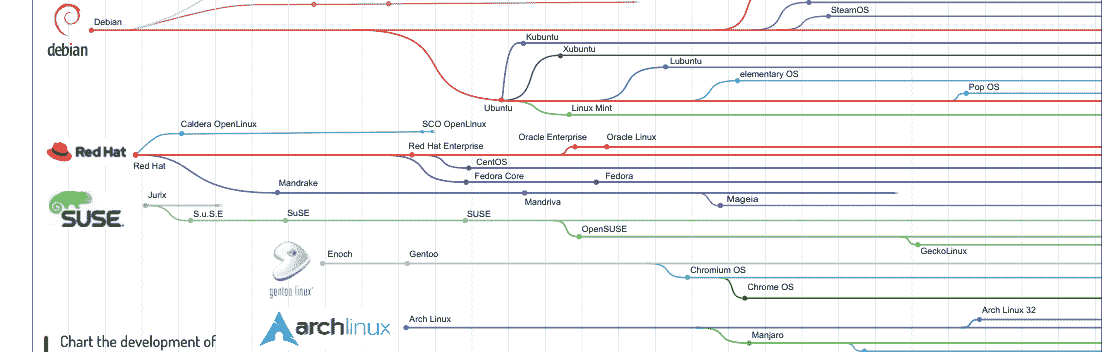 SteamOS
Debian
debian
Kubuntu
Xubuntu
Lubuntu
elementary OS
Pop OS
Ubuntu
Linux Mint
Caldera OpenLinux
SCO OpenLinux
Oracle Enterprise
Oracle Linux
Red Hat
Red Hat Enterprise
Red Hat
CentOS
Fedora Core
Fedora
Mandrake
Mandriva
Mageia
Jurix
SUSE.
S.u.S.E
SuSE
SUSE
OpenSUSE
GeckoLinux
Enoch
Gentoo
gentoo linux
Chromium OS
Chrome OS
archlinux
Arch Linux
Arch Linux 32
Manjaro
Chart the development of